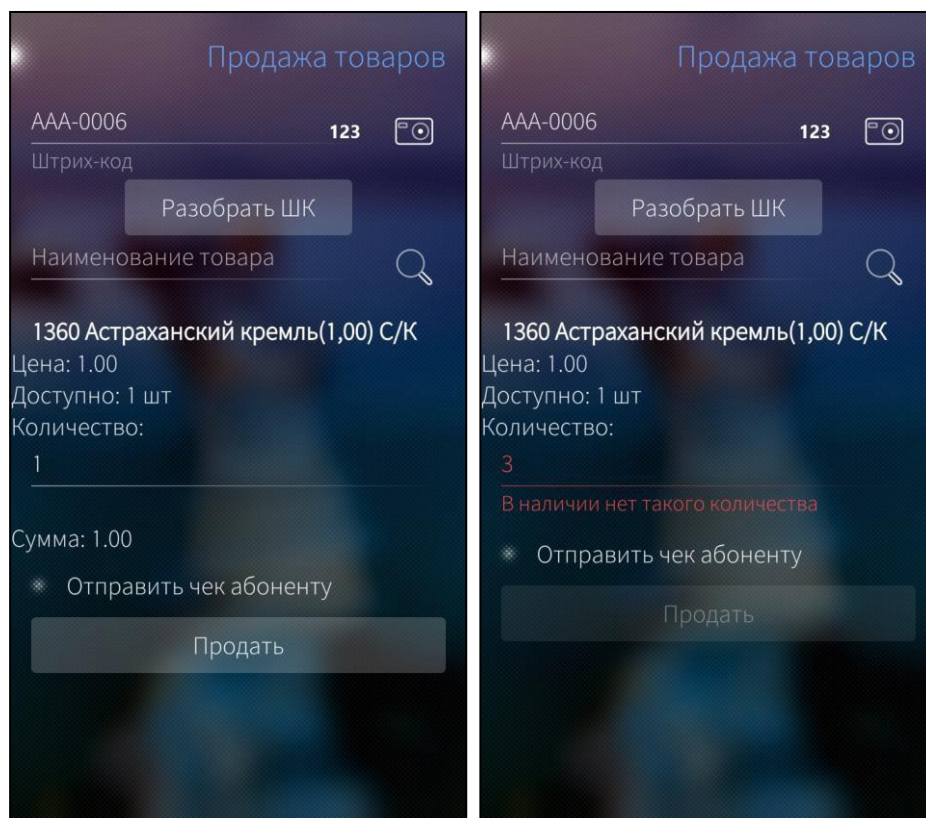 Продажа товаров
AAA-0006
123
Штрих-код
Разобрать ШК
Наименование товара
1360 Астраханский кремль(1,00) С/К
Цена: 1.00
Доступно: 1 шт
Количество:
1
Сумма: 1.00
Отправить чек абоненту
Продать
Продажа товаров
AAA-0006
123
Штрих-код
Разобрать ШК
Наименование товара
1360 Астраханский кремль(1,00) С/К
Цена: 1.00
Доступно: 1 шт
Количество:
3
В наличии нет такого количества
Отправить чек абоненту
Продать